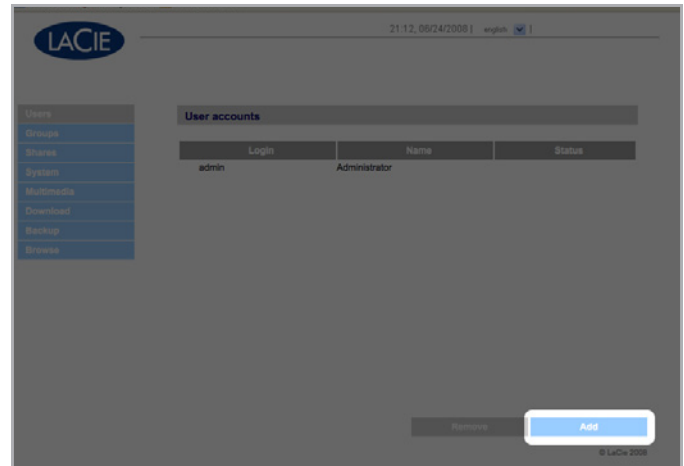 LACIE
21:12, 06/24/2008 | english |
Users
Groups
Shares
System
Multimedia
Download
Backup
Browse
User accounts
Login Name Status
admin Administrator
Remove Add
© LaCie 2008